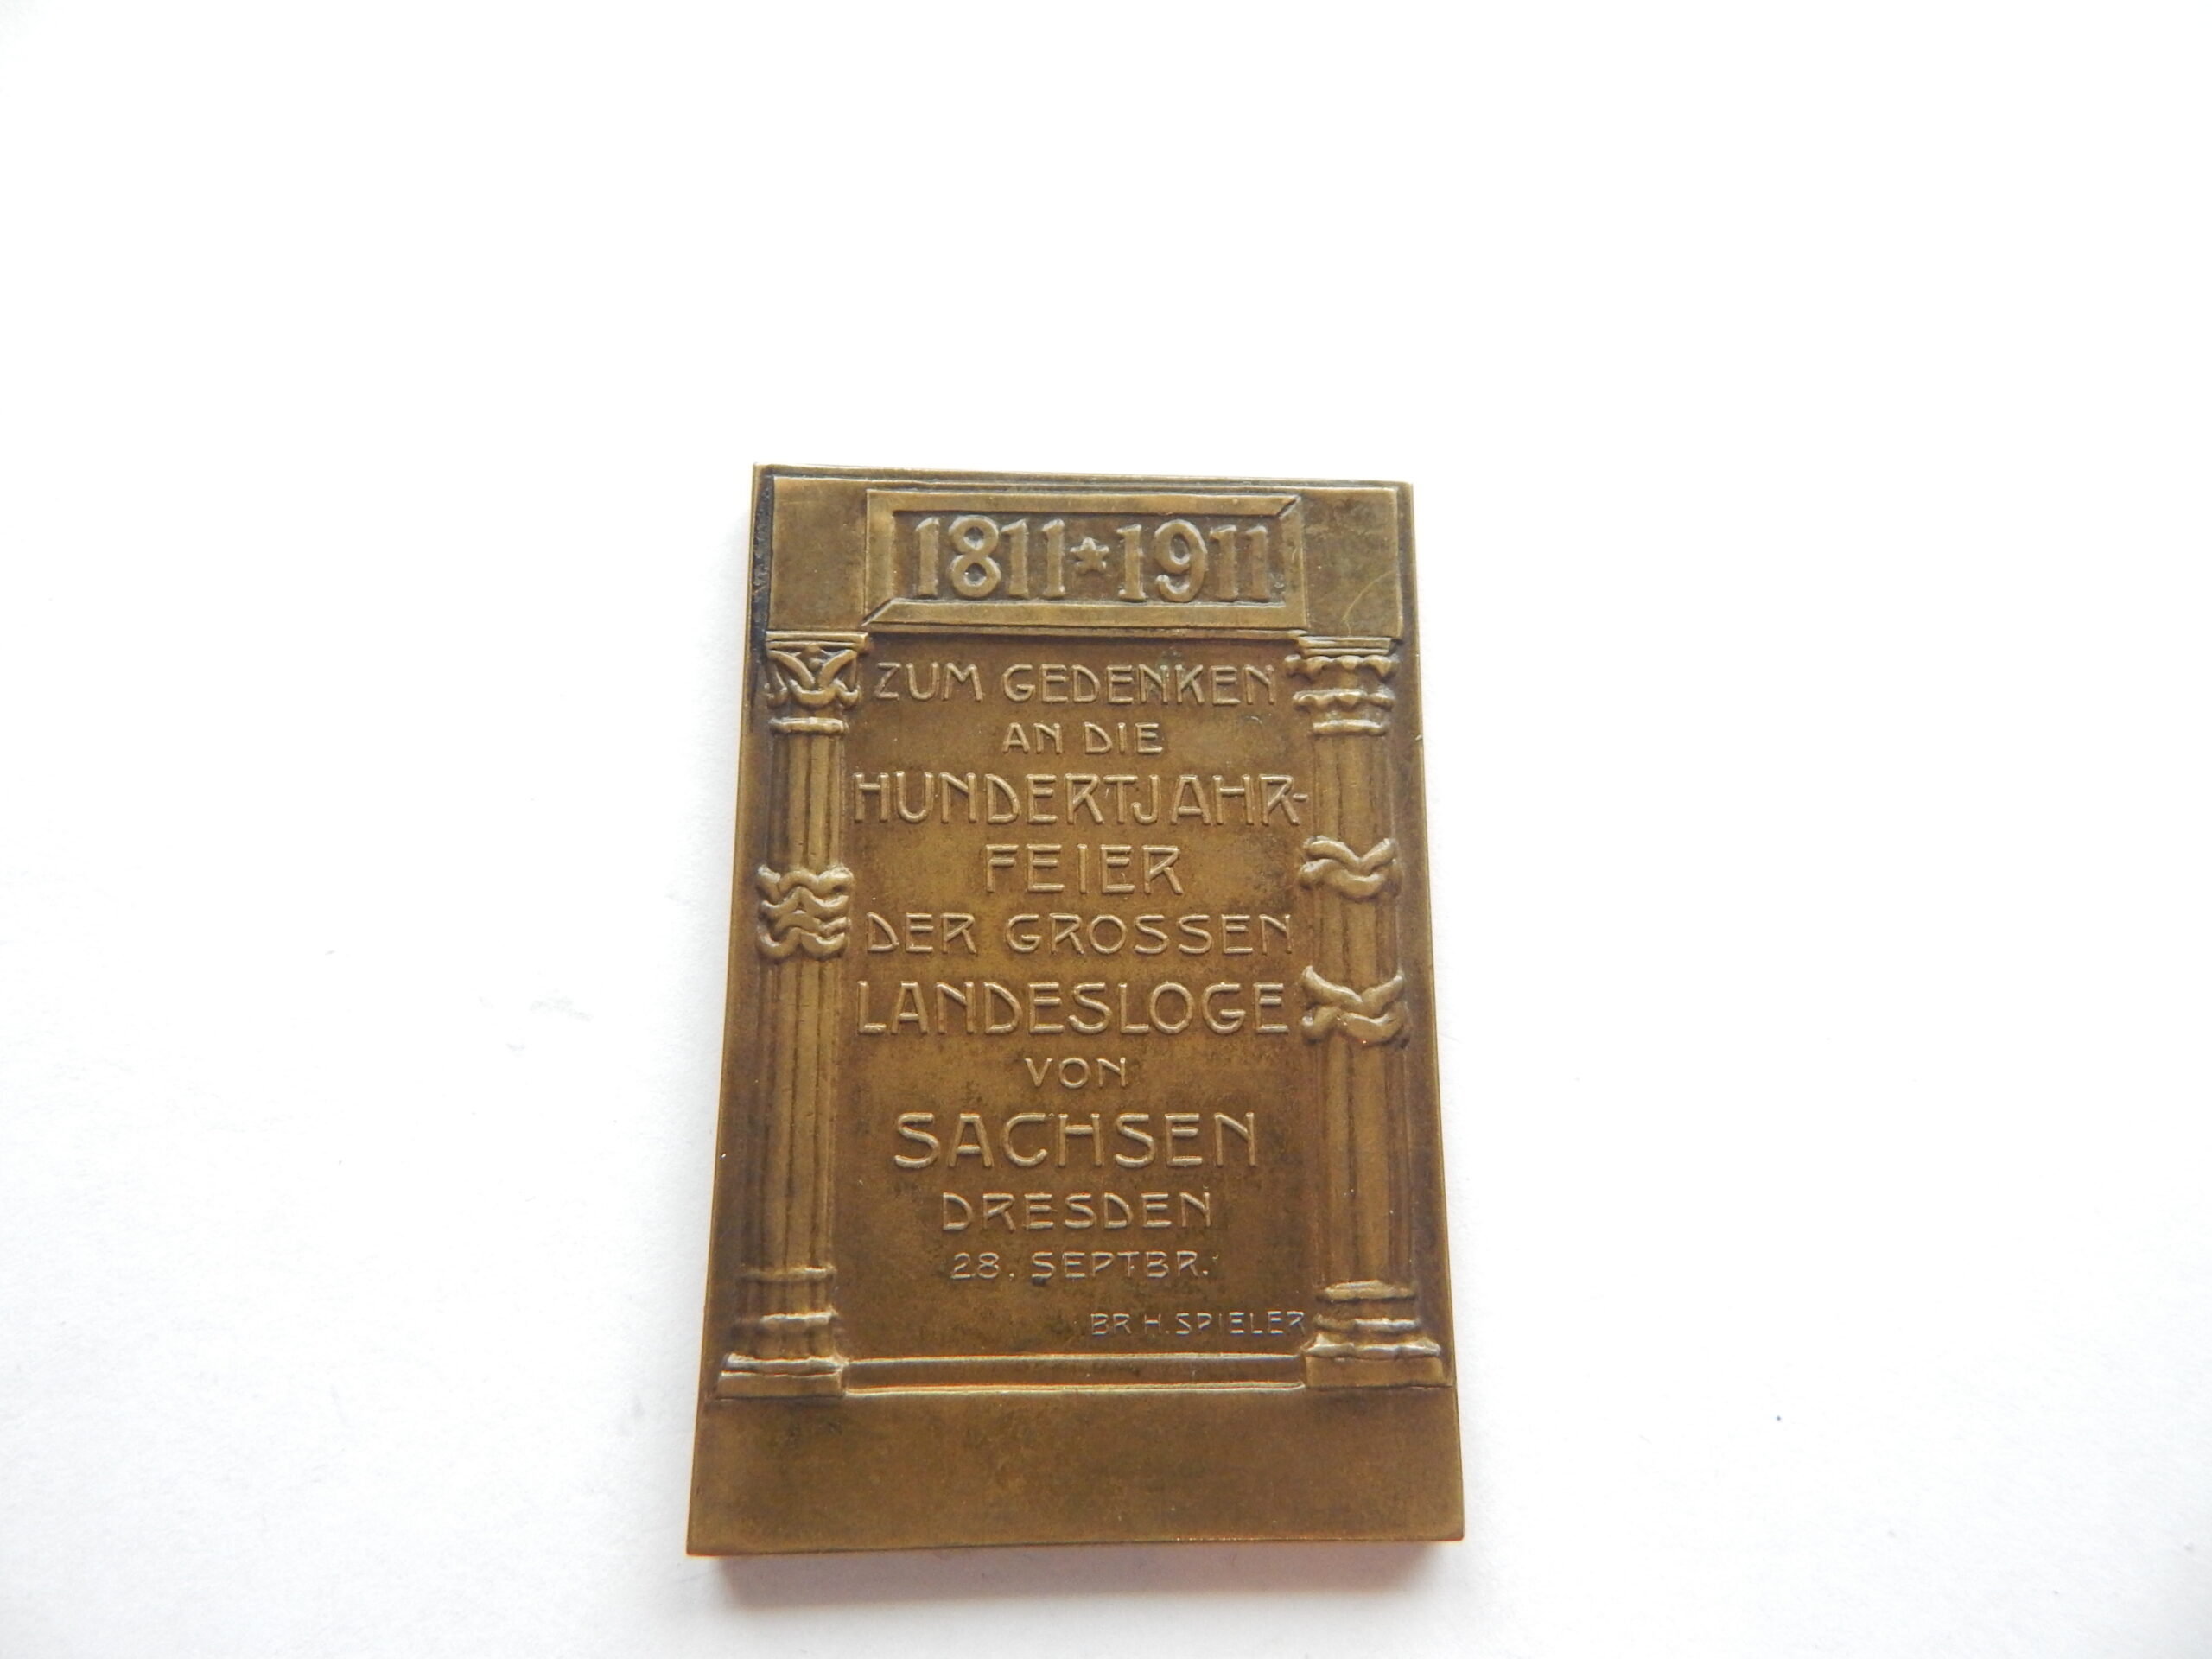 1811★1911
ZUM GEDENKEN
AN DIE
HUNDERTJAHR-
FEIER
DER GROSSEN
LANDESLOGE
VON
SACHSEN
DRESDEN
28. SEPTBR.
BR H. SPIELER